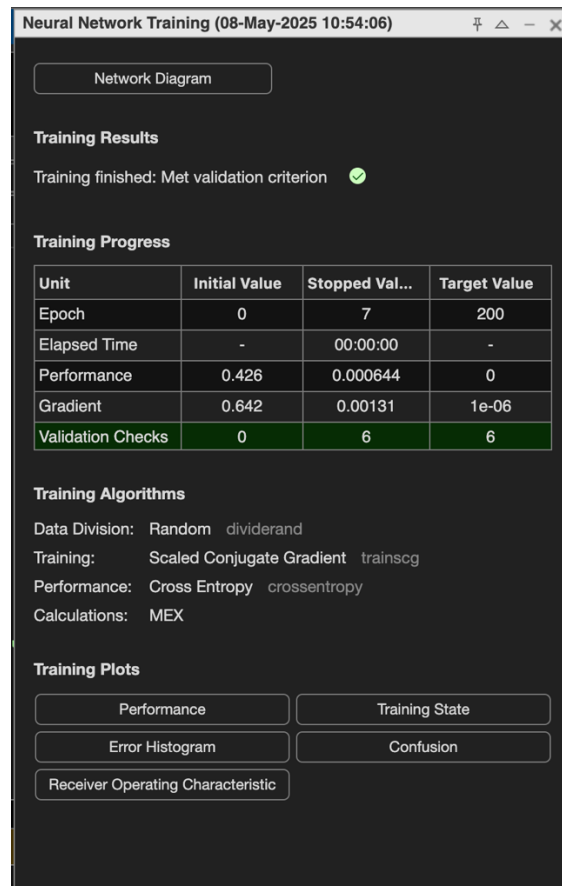 Neural Network Training (08-May-2025 10:54:06)
Network Diagram
Training Results
Training finished: Met validation criterion
Training Progress
Unit Initial Value Stopped Val... Target Value
Epoch 0 7 200
Elapsed Time - 00:00:00 -
Performance 0.426 0.000644 0
Gradient 0.642 0.00131 1e-06
Validation Checks 0 6 6
Training Algorithms
Data Division: Random dividerand
Training: Scaled Conjugate Gradient trainscg
Performance: Cross Entropy crossentropy
Calculations: MEX
Training Plots
Performance Training State
Error Histogram Confusion
Receiver Operating Characteristic